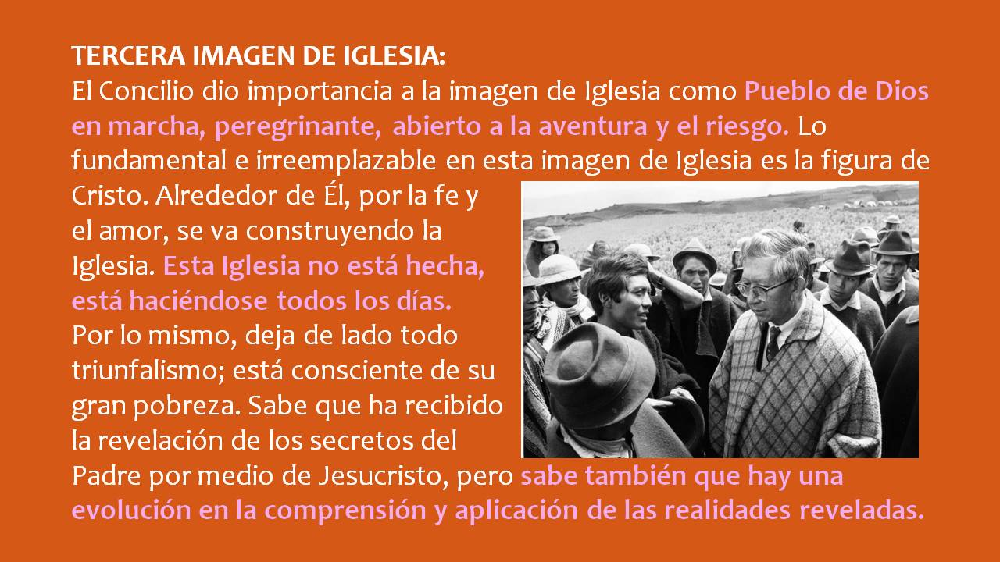 TERCERA IMAGEN DE IGLESIA:
El Concilio dio importancia a la imagen de Iglesia como Pueblo de Dios
en marcha, peregrinante, abierto a la aventura y el riesgo. Lo
fundamental e irreemplazable en esta imagen de Iglesia es la figura de
Cristo. Alrededor de Él, por la fe y
el amor, se va construyendo la
Iglesia. Esta Iglesia no está hecha,
está haciéndose todos los días.
Por lo mismo, deja de lado todo
triunfalismo; está consciente de su
gran pobreza. Sabe que ha recibido
la revelación de los secretos del
Padre por medio de Jesucristo, pero sabe también que hay una
evolución en la comprensión y aplicación de las realidades reveladas.